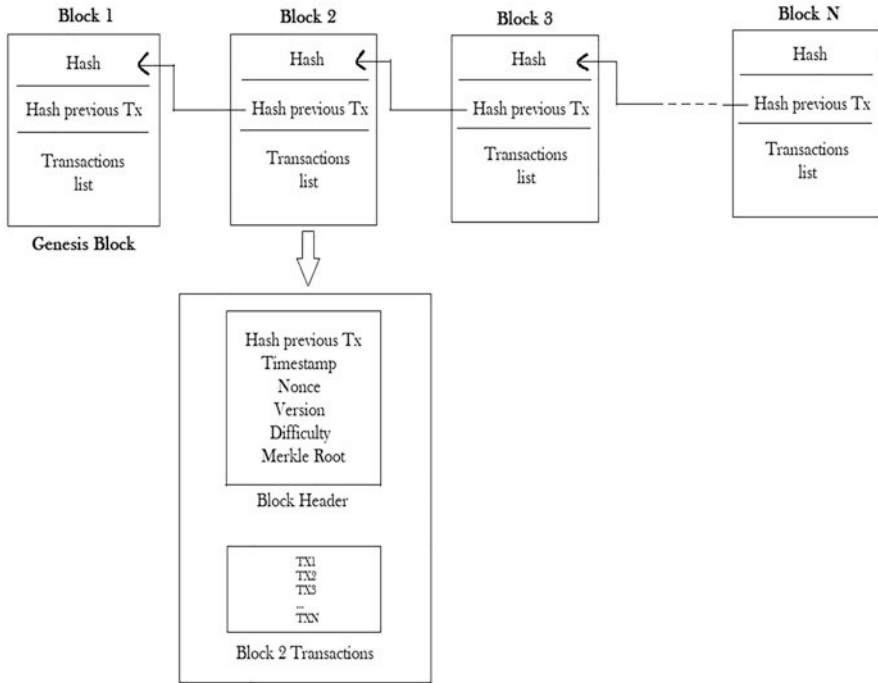 Block 1
Hash
Hash previous Tx
Transactions
list
Genesis Block
Block 2
Hash
Hash previous Tx
Transactions
list
Block 3
Hash
Hash previous Tx
Transactions
list
Block N
Hash
Hash previous Tx
Transactions
list
Hash previous Tx
Timestamp
Nonce
Version
Difficulty
Merkle Root
Block Header
TX1
TX2
TX3
...
TXN
Block 2 Transactions